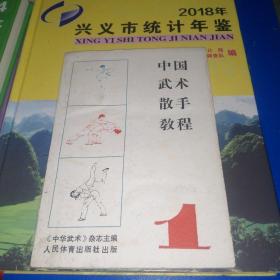 2018年
兴义市统计年鉴
XING YI SHI TONG JI NIAN JIAN
编
中国
武术
散手
教程
1
《中华武术》杂志主编
人民体育出版社出版